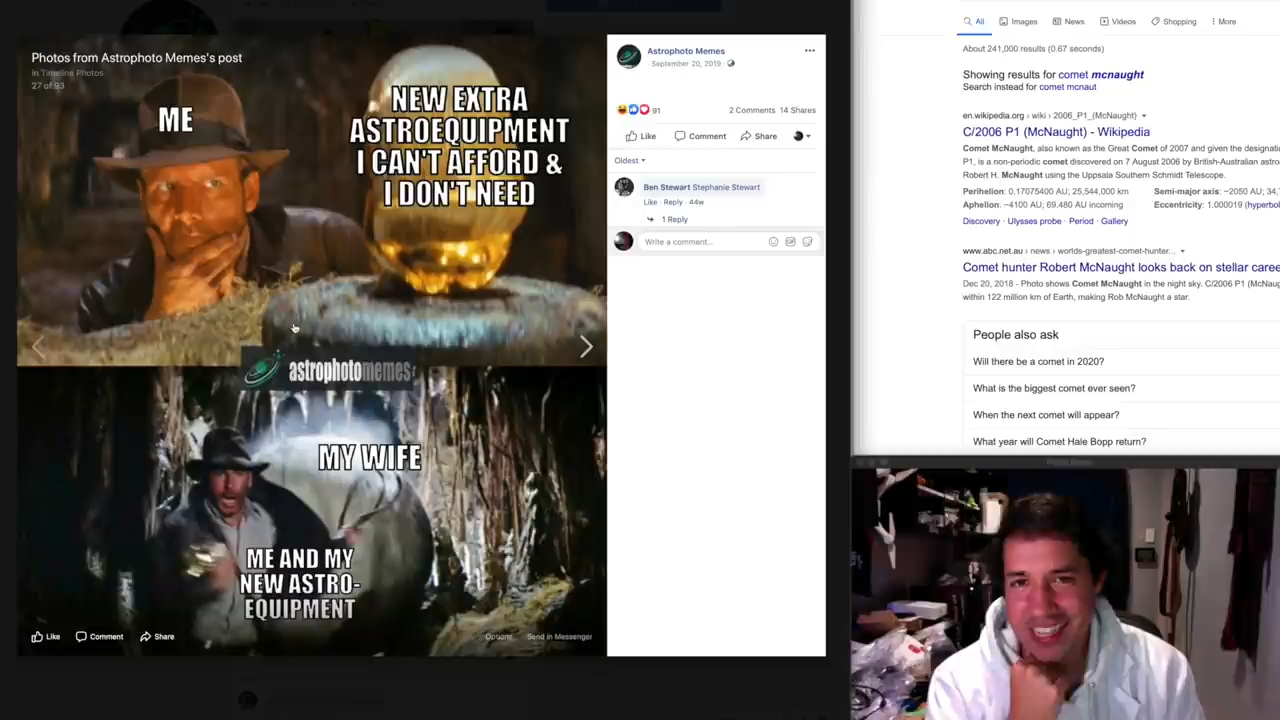 Photos from Astrophoto Memes's post
In Timeline Photos
27 of 93
ME
NEW EXTRA
ASTROEQUIPMENT
I CAN'T AFFORD &
I DON'T NEED
astrophotomemes
MY WIFE
ME AND MY
NEW ASTRO-
EQUIPMENT
Like Comment Share
Options Send in Messenger
Astrophoto Memes
September 20, 2019 ·
91 2 Comments 14 Shares
Like Comment Share
Oldest
Ben Stewart Stephanie Stewart
Like · Reply · 44w
1 Reply
Write a comment...
All Images News Videos Shopping More
About 241,000 results (0.67 seconds)
Showing results for comet mcnaught
Search instead for comet mcnaut
en.wikipedia.org › wiki › 2006_P1_(McNaught)
C/2006 P1 (McNaught) - Wikipedia
Comet McNaught, also known as the Great Comet of 2007 and given the designati
P1, is a non-periodic comet discovered on 7 August 2006 by British-Australian astro
Robert H. McNaught using the Uppsala Southern Schmidt Telescope.
Perihelion: 0.17075400 AU; 25,544,000 km Semi-major axis: ~2050 AU; 34,
Aphelion: ~4100 AU; 69.480 AU incoming Eccentricity: 1.000019 (hyperbol
Discovery · Ulysses probe · Period · Gallery
www.abc.net.au › news › worlds-greatest-comet-hunter...
Comet hunter Robert McNaught looks back on stellar caree
Dec 20, 2018 - Photo shows Comet McNaught in the night sky. C/2006 P1 (McNaug
within 122 million km of Earth, making Rob McNaught a star.
People also ask
Will there be a comet in 2020?
What is the biggest comet ever seen?
When the next comet will appear?
What year will Comet Hale Bopp return?